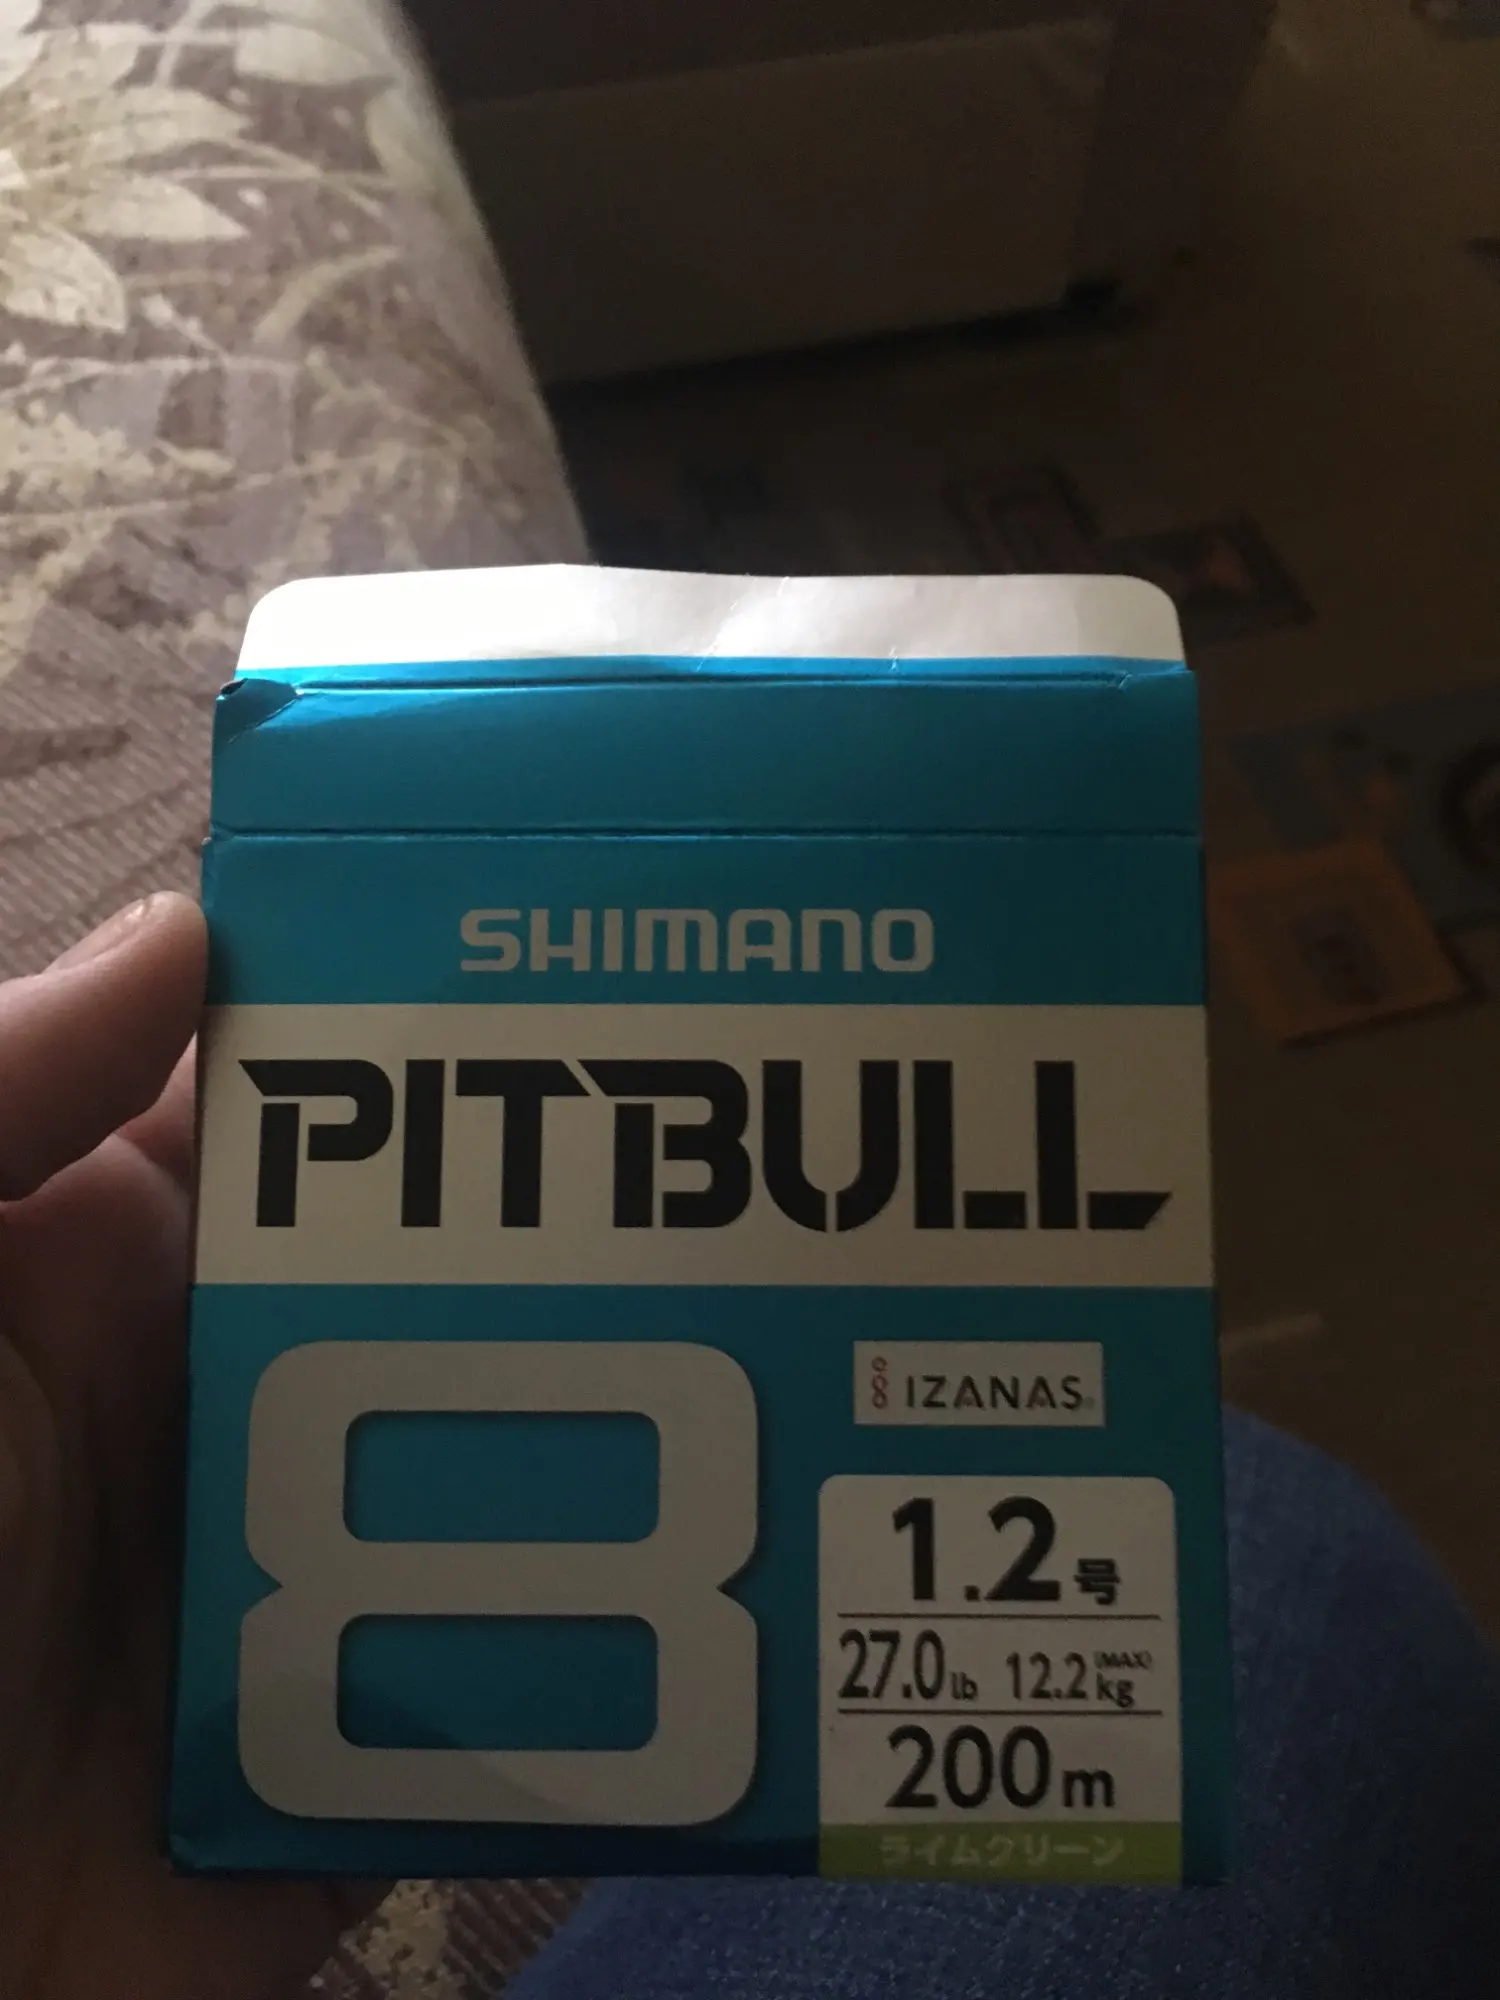 SHIMANO
PITBULL
8
IZANAS
1.2号
27.0lb 12.2kg (MAX)
200m
ライムグリーン